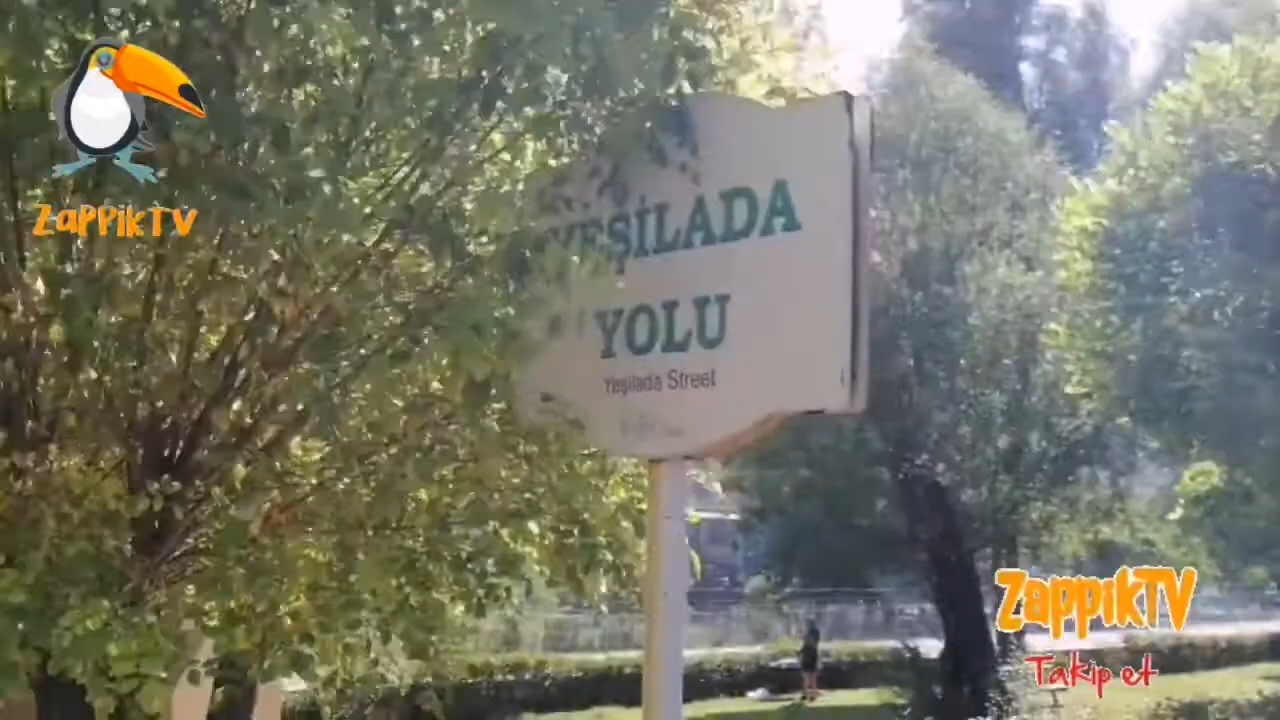 ZappikTV
YEŞİLADA
YOLU
Yeşilada Street
ZappikTV
Takip et